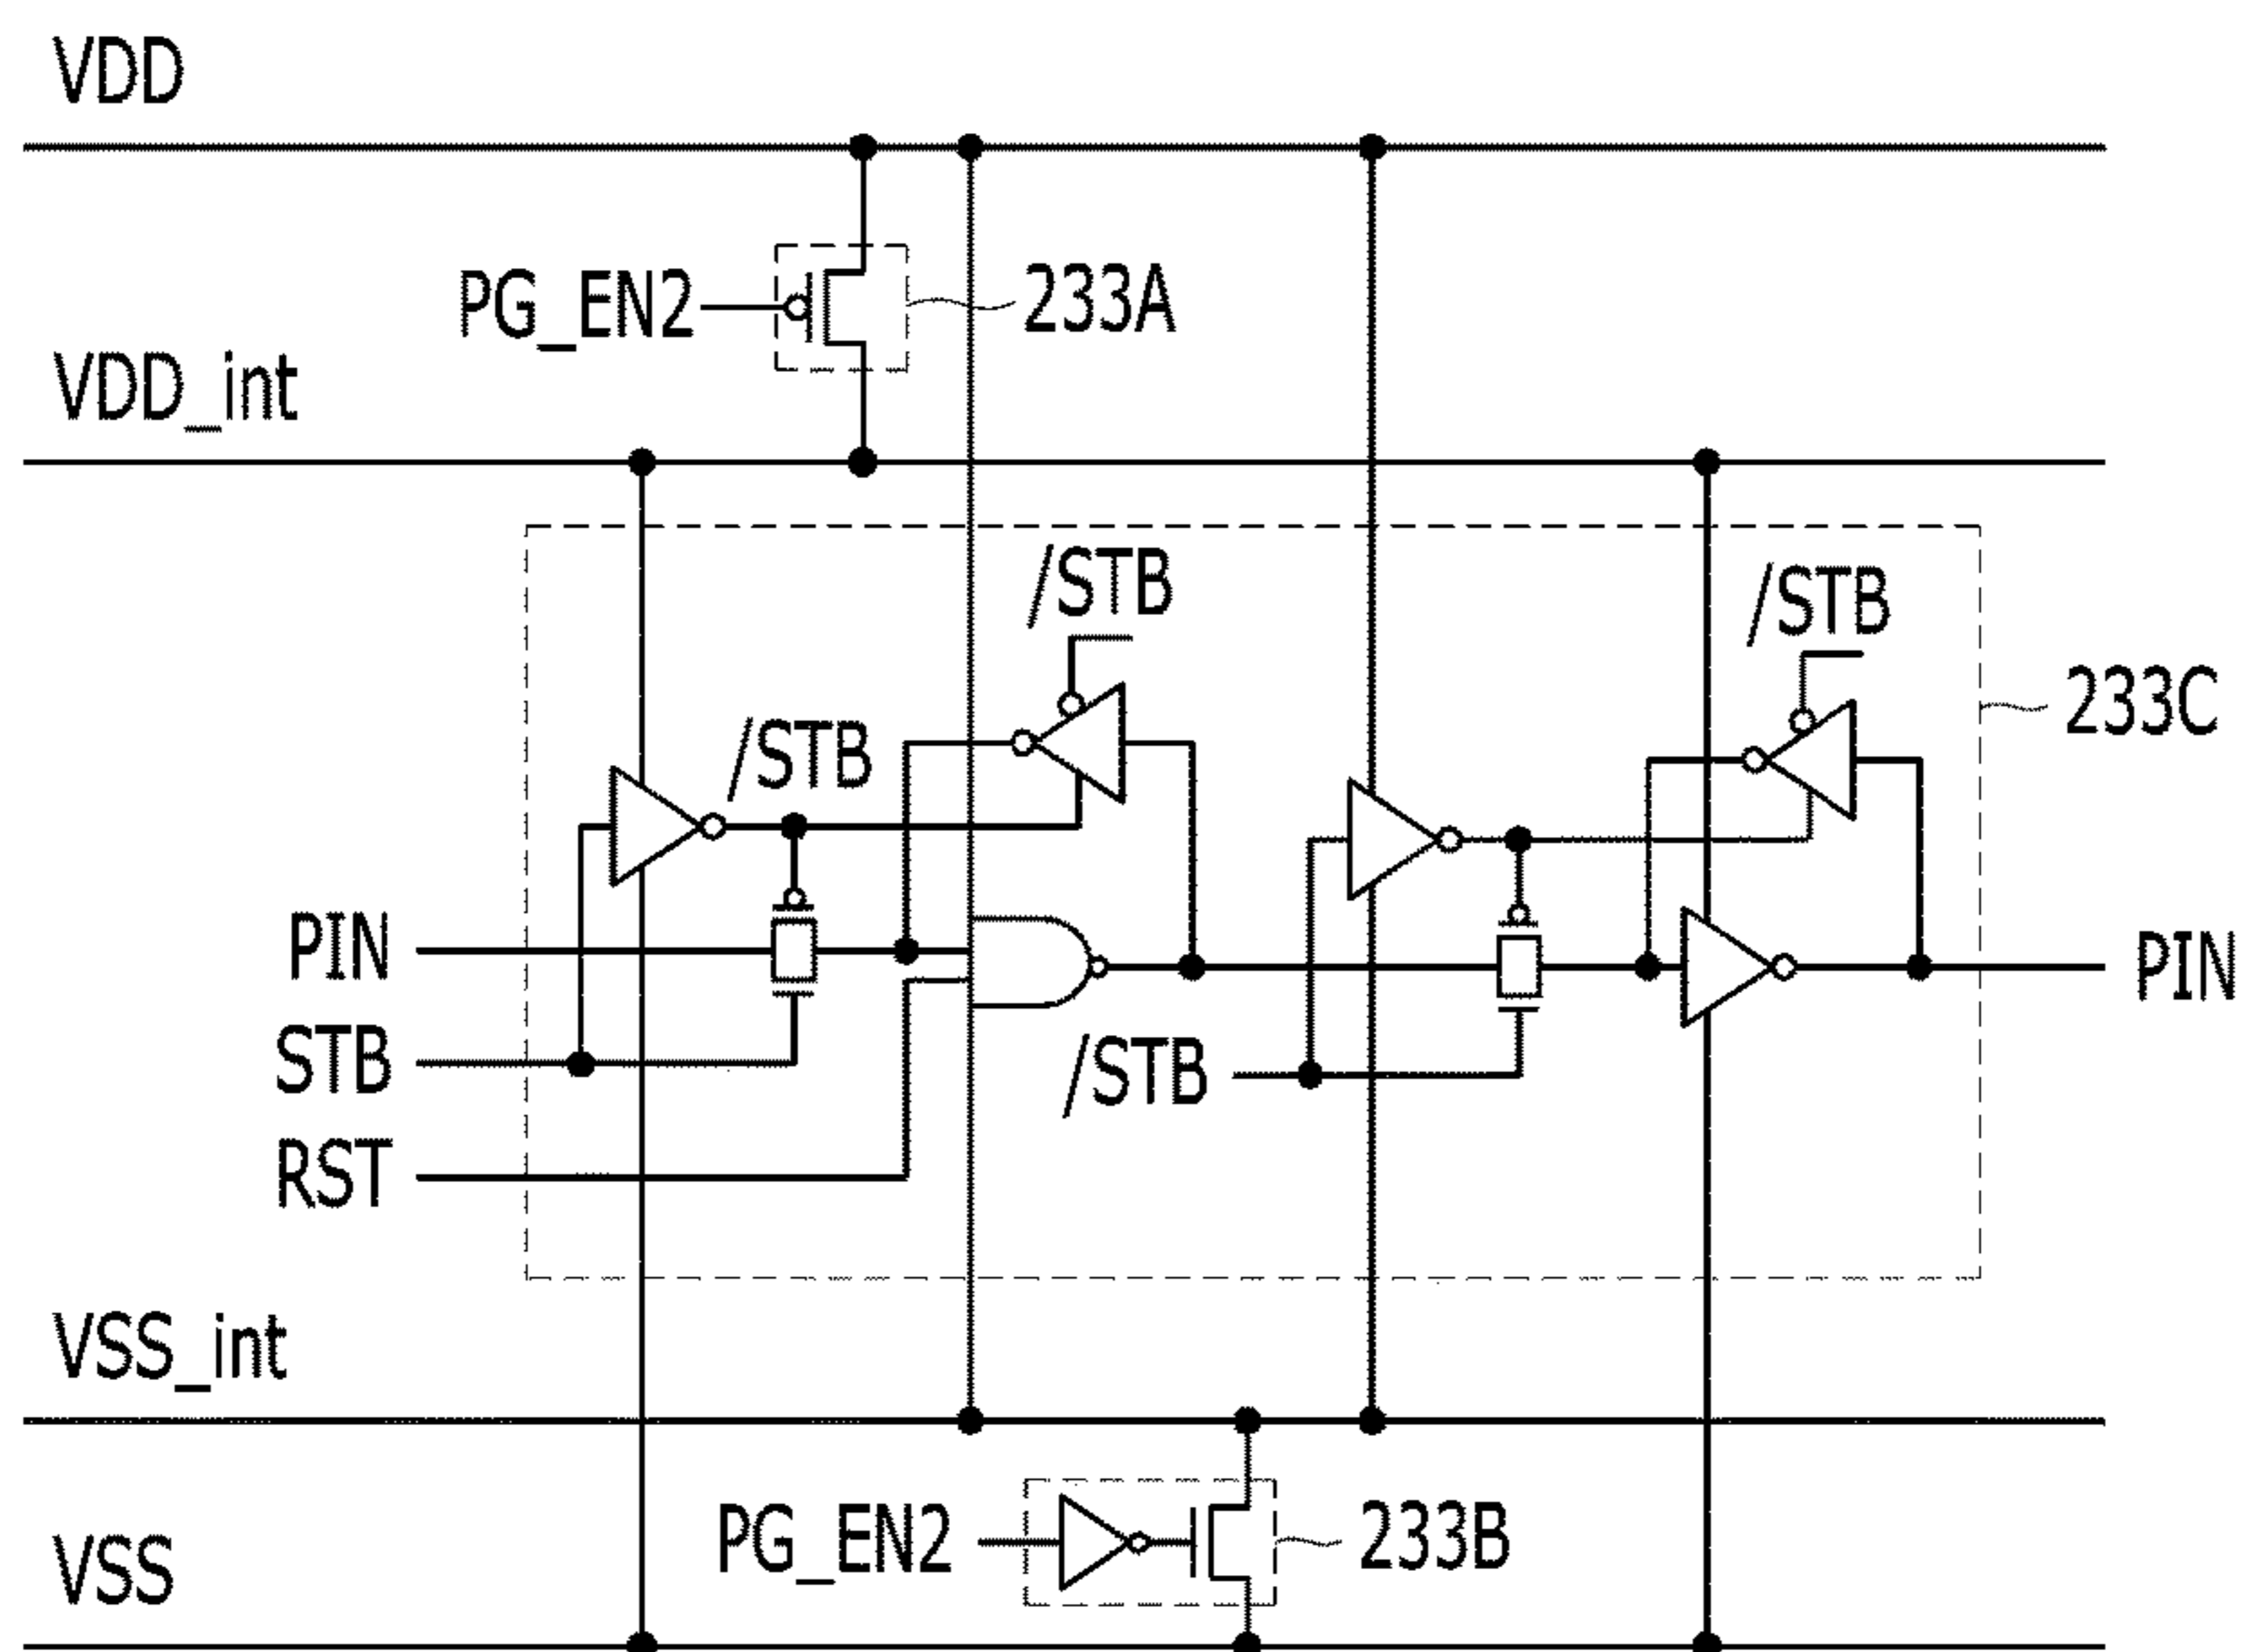 VDD
PG_EN2
233A
VDD_int
/STB
/STB
/STB
233C
PIN
PIN
STB
/STB
RST
VSS_int
PG_EN2
233B
VSS